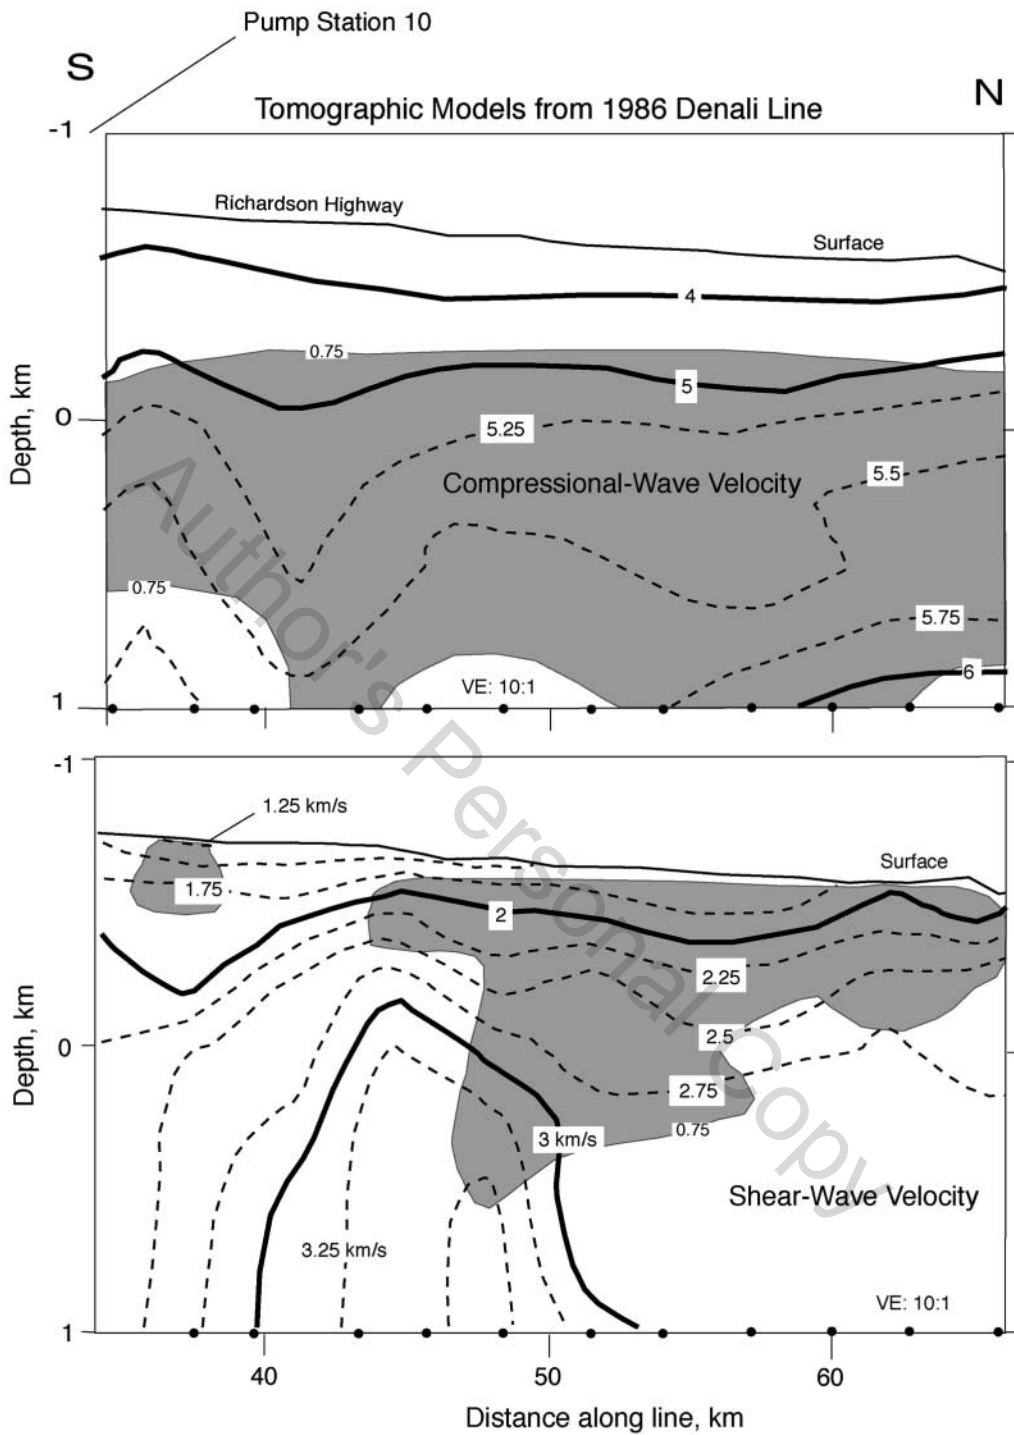 Pump Station 10
S
N
Tomographic Models from 1986 Denali Line
-1
Richardson Highway
Surface
4
0.75
5
0
5.25
5.5
Compressional-Wave Velocity
Depth, km
0.75
5.75
6
VE: 10:1
1
-1
1.25 km/s
Surface
1.75
2
2.25
2.5
0
Depth, km
2.75
0.75
3 km/s
Shear-Wave Velocity
3.25 km/s
VE: 10:1
1
40
50
60
Distance along line, km
Author's Personal Copy